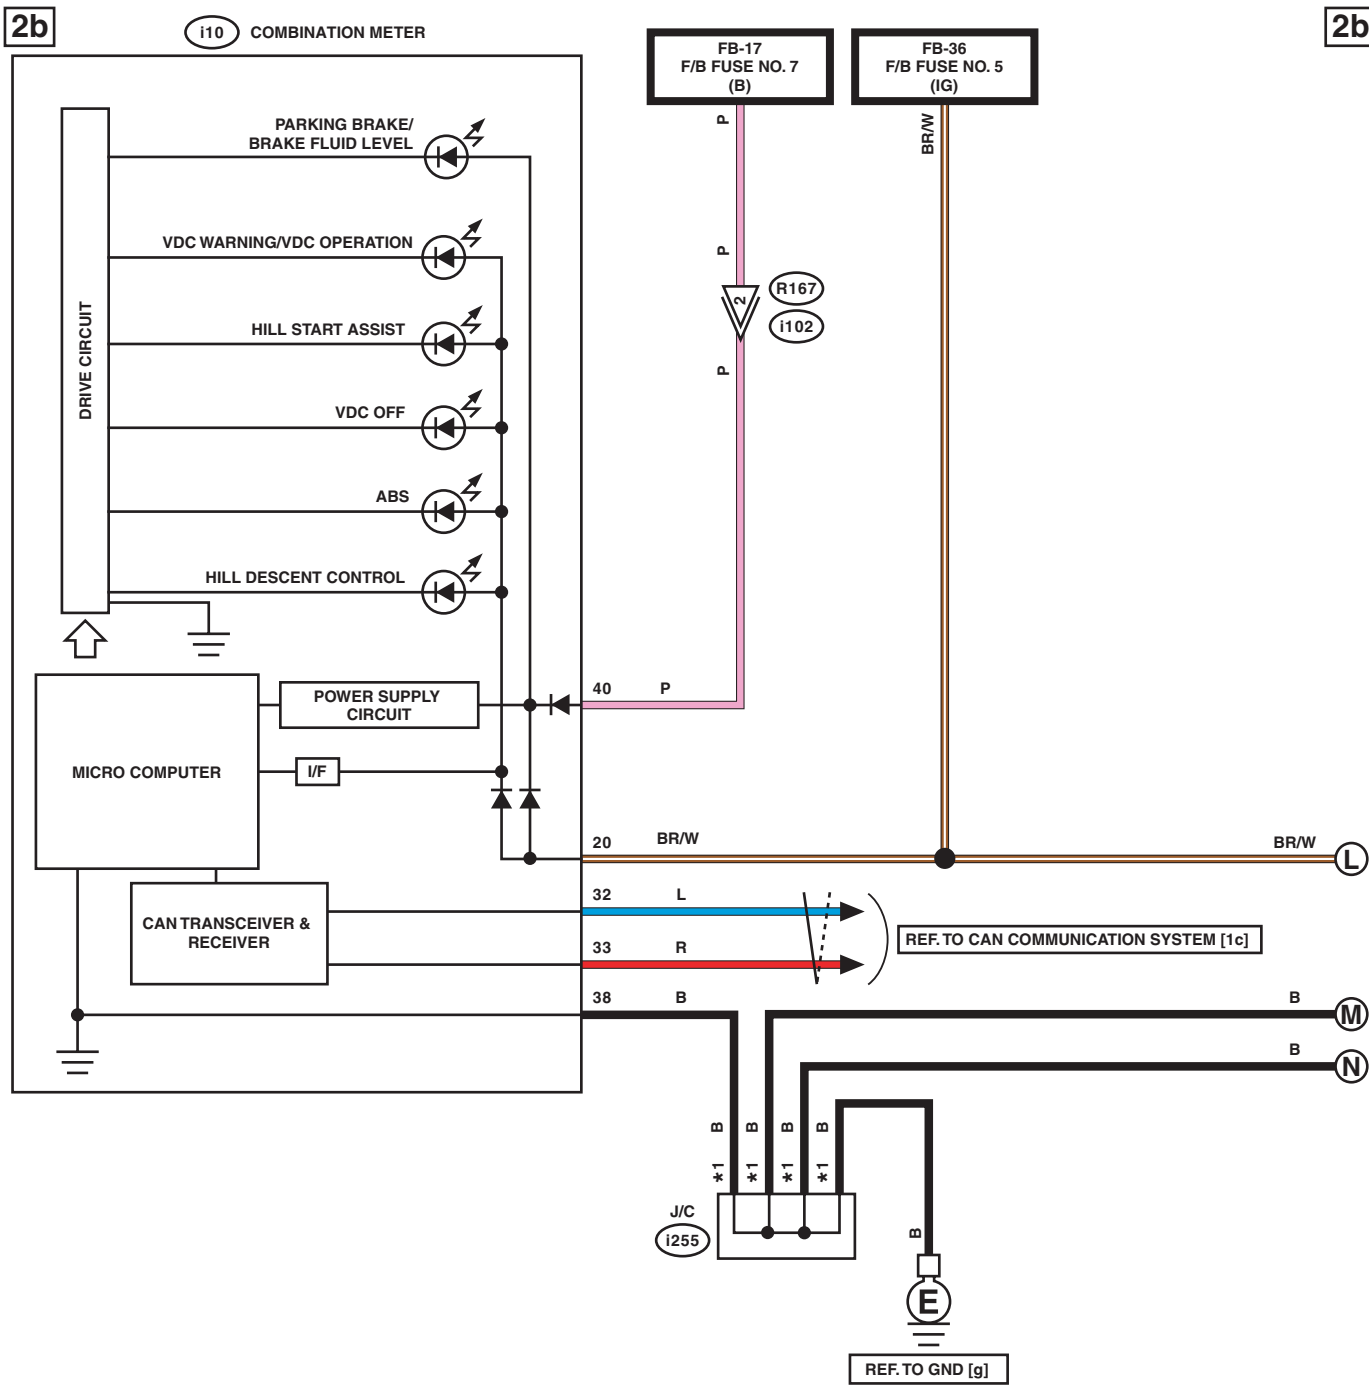 2b
i10 COMBINATION METER
2b
FB-17
F/B FUSE NO. 7
(B)
FB-36
F/B FUSE NO. 5
(IG)
P
BR/W
PARKING BRAKE/
BRAKE FLUID LEVEL
VDC WARNING/VDC OPERATION
P
R167
2
i102
HILL START ASSIST
DRIVE CIRCUIT
P
VDC OFF
ABS
HILL DESCENT CONTROL
40 P
POWER SUPPLY
CIRCUIT
MICRO COMPUTER
I/F
20 BR/W
BR/W
L
32 L
CAN TRANSCEIVER &
RECEIVER
REF. TO CAN COMMUNICATION SYSTEM [1c]
33 R
38 B
B
M
B
N
B
B
B
B
*1
*1
*1
*1
J/C
i255
B
E
REF. TO GND [g]